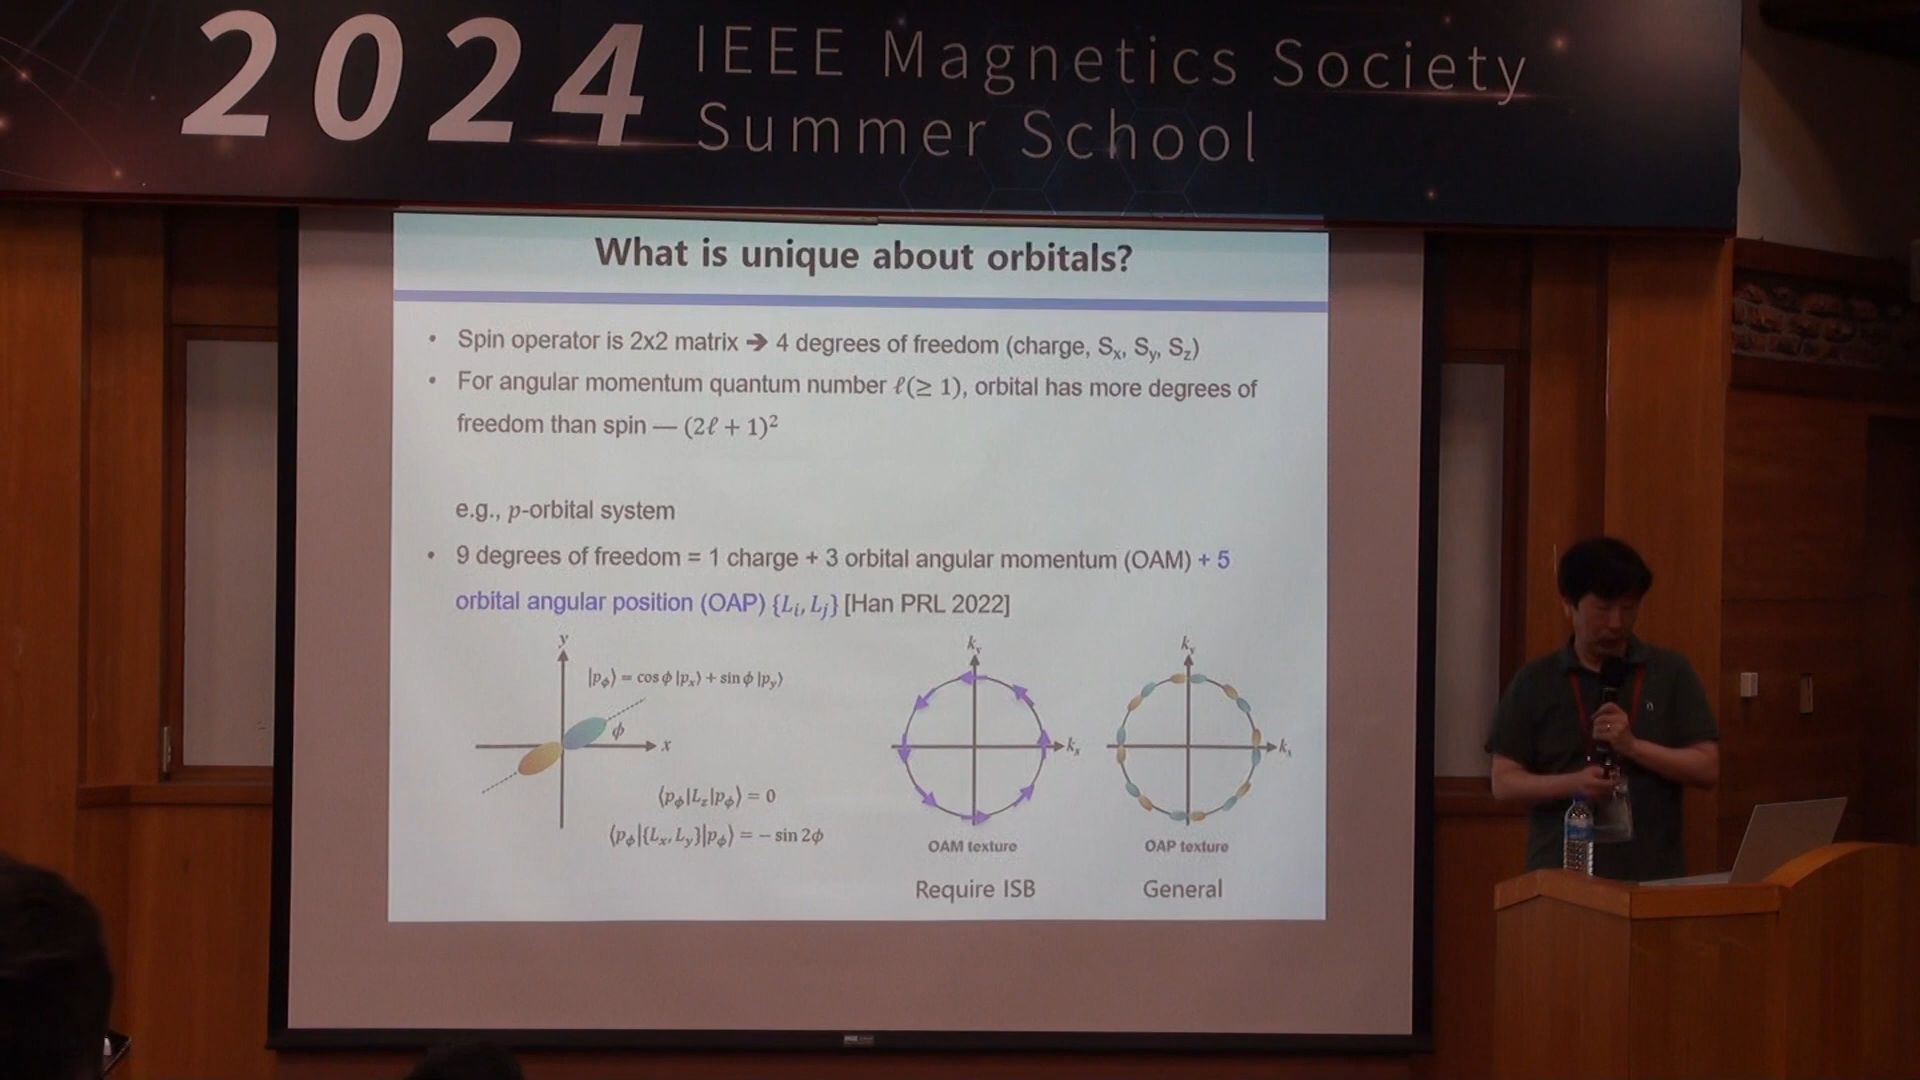 2024 IEEE Magnetics Society
Summer School
What is unique about orbitals?
• Spin operator is 2x2 matrix ➔ 4 degrees of freedom (charge, Sx, Sy, Sz)
• For angular momentum quantum number ℓ(≥ 1), orbital has more degrees of
freedom than spin — (2ℓ + 1)²
e.g., p-orbital system
• 9 degrees of freedom = 1 charge + 3 orbital angular momentum (OAM) + 5
orbital angular position (OAP) {Lᵢ, Lⱼ} [Han PRL 2022]
y
|pϕ⟩ = cos ϕ |px⟩ + sin ϕ |py⟩
ϕ
x
⟨pϕ|Lz|pϕ⟩ = 0
⟨pϕ|{Lx, Ly}|pϕ⟩ = − sin 2ϕ
ky
kx
OAM texture
Require ISB
ky
kx
OAP texture
General